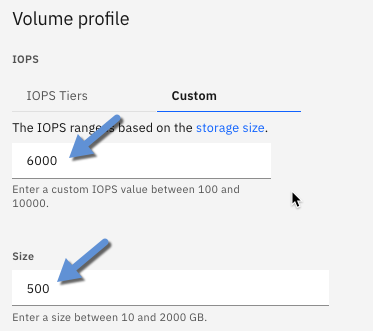 Volume profile
IOPS
IOPS Tiers
Custom
The IOPS range is based on the storage size.
6000
Enter a custom IOPS value between 100 and
10000.
Size
500
Enter a size between 10 and 2000 GB.